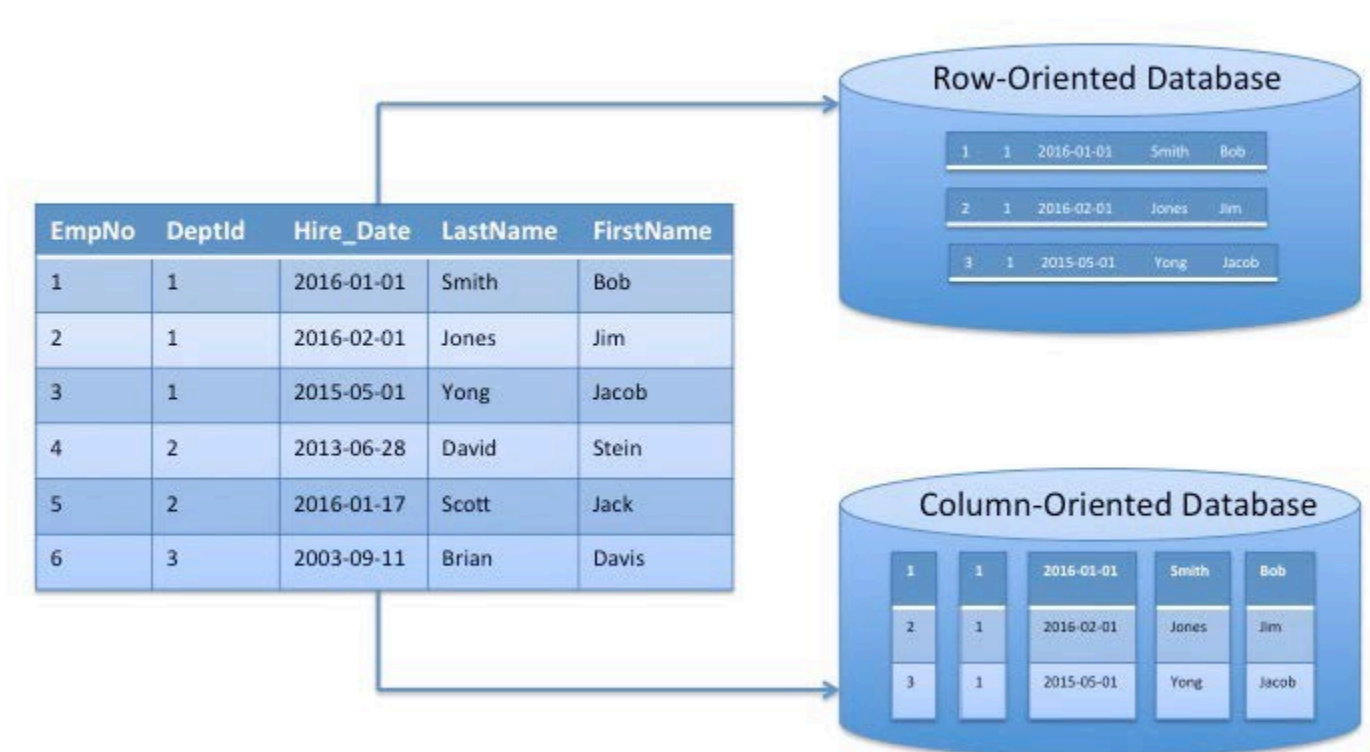 Row-Oriented Database
1 1 2016-01-01 Smith Bob
2 1 2016-02-01 Jones Jim
3 1 2015-05-01 Yong Jacob
EmpNo DeptId Hire_Date LastName FirstName
1 1 2016-01-01 Smith Bob
2 1 2016-02-01 Jones Jim
3 1 2015-05-01 Yong Jacob
4 2 2013-06-28 David Stein
5 2 2016-01-17 Scott Jack
6 3 2003-09-11 Brian Davis
Column-Oriented Database
1 1 2016-01-01 Smith Bob
2 1 2016-02-01 Jones Jim
3 1 2015-05-01 Yong Jacob